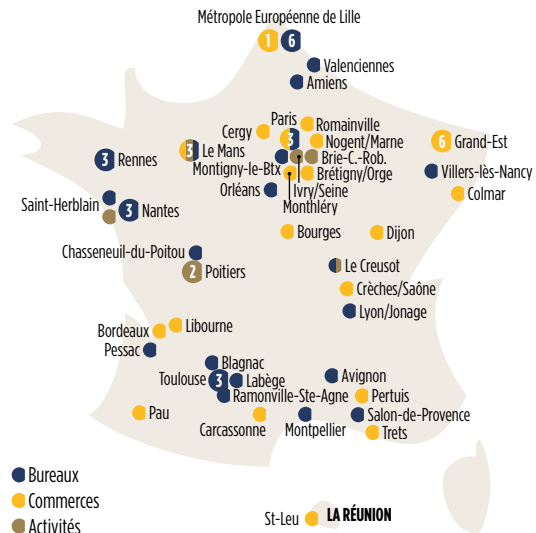 Métropole Européenne de Lille
1 6
Valenciennes
Amiens
Paris
3
Romainville
Cergy
Nogent/Marne
6 Grand-Est
3 Le Mans
Brie-C.-Rob.
3 Rennes
Montigny-le-Btx
Brétigny/Orge
Villers-lès-Nancy
Orléans
Ivry/Seine
Colmar
Saint-Herblain
3 Nantes
Monthléry
Bourges
Dijon
Chasseneuil-du-Poitou
2 Poitiers
Le Creusot
Crèches/Saône
Lyon/Jonage
Libourne
Bordeaux
Pessac
Blagnac
Toulouse 3 Labège
Avignon
Ramonville-Ste-Agne
Pertuis
Pau
Salon-de-Provence
Carcassonne
Montpellier
Trets
Bureaux
Commerces
Activités
St-Leu LA RÉUNION